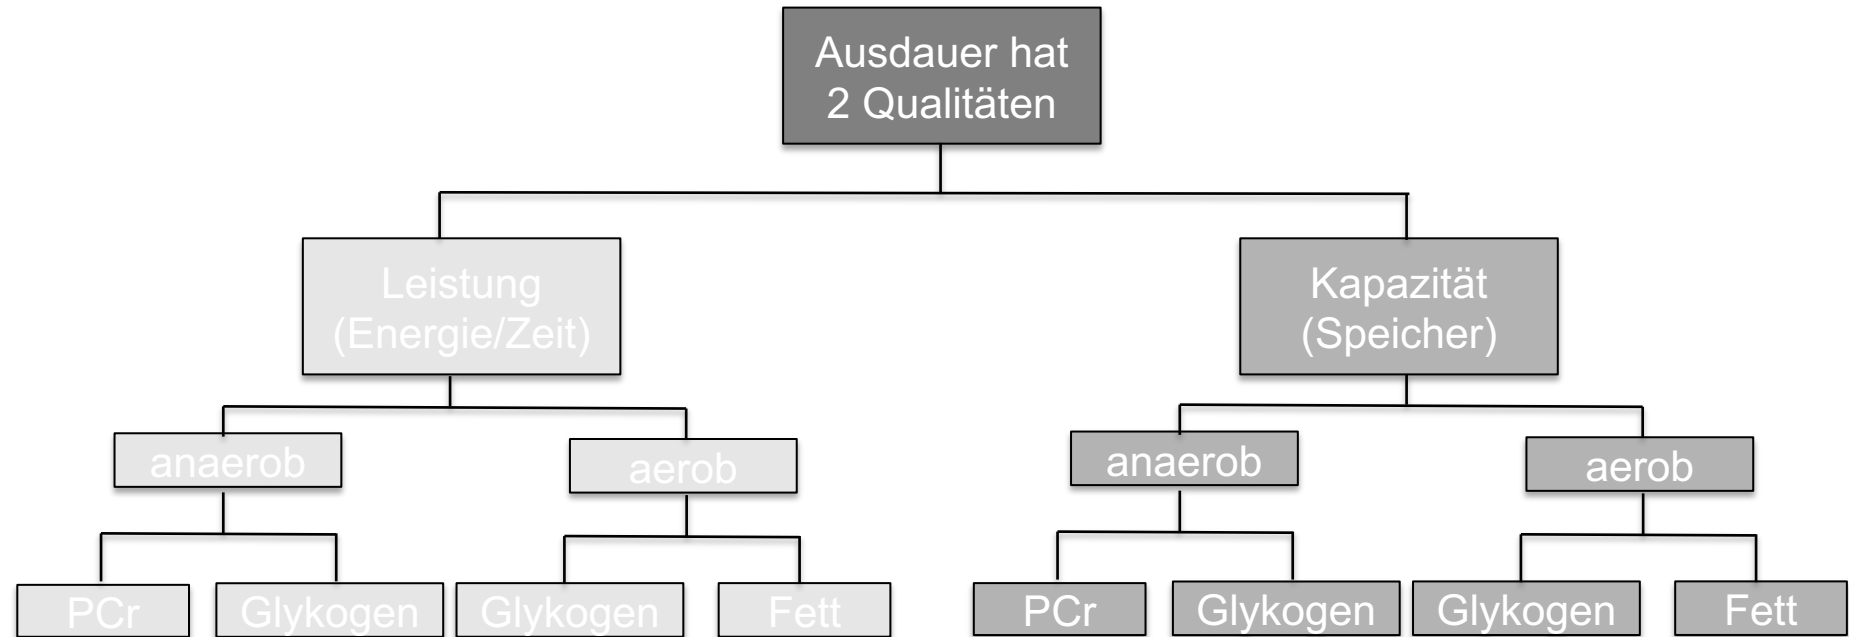 Ausdauer hat
2 Qualitäten
Leistung
(Energie/Zeit)
Kapazität
(Speicher)
anaerob
aerob
anaerob
aerob
PCr
Glykogen
Glykogen
Fett
PCr
Glykogen
Glykogen
Fett